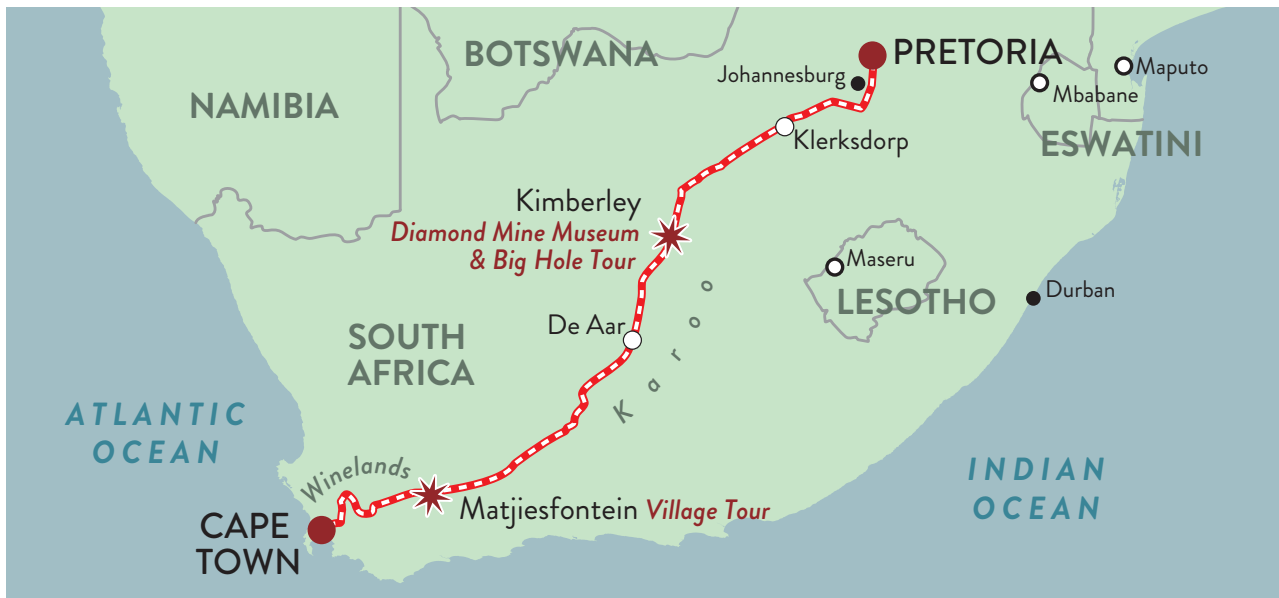 BOTSWANA
PRETORIA
Johannesburg
Maputo
Mbabane
NAMIBIA
Klerksdorp
ESWATINI
Kimberley
Diamond Mine Museum
& Big Hole Tour
Maseru
LESOTHO
Durban
De Aar
SOUTH
AFRICA
Karoo
ATLANTIC
OCEAN
Winelands
INDIAN
OCEAN
Matjiesfontein Village Tour
CAPE
TOWN